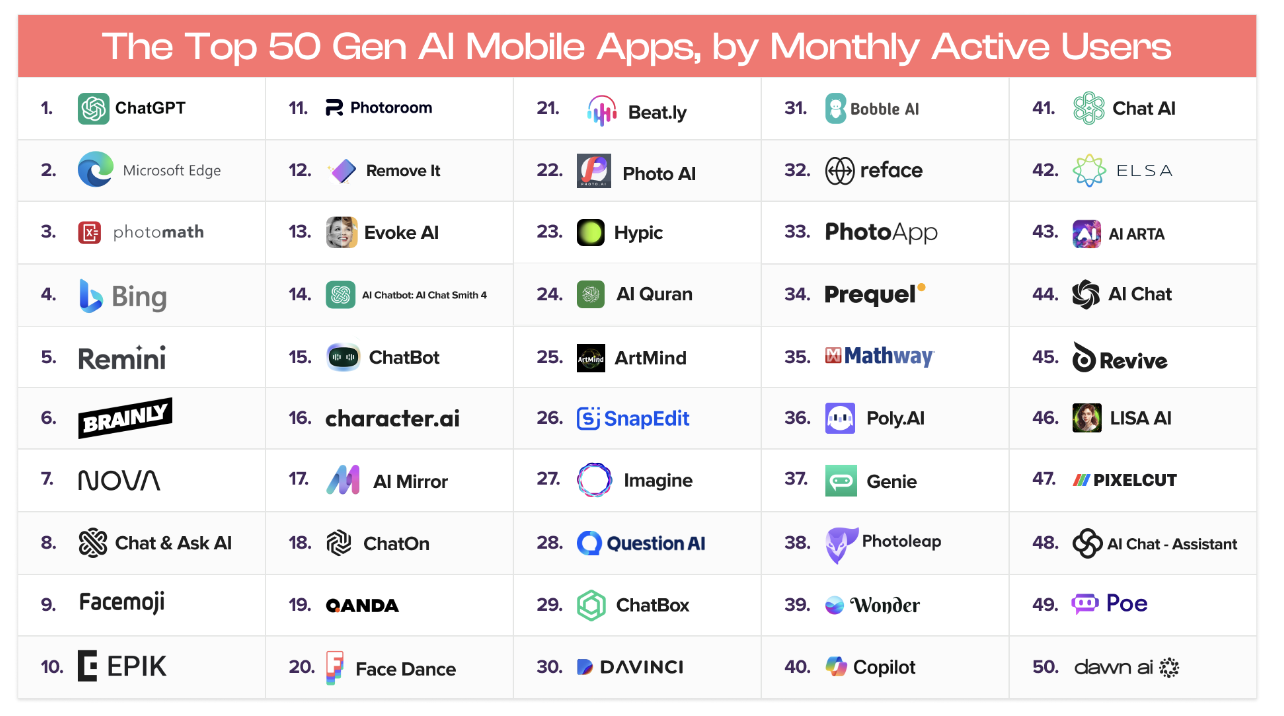 The Top 50 Gen AI Mobile Apps, by Monthly Active Users
1. ChatGPT
2. Microsoft Edge
3. photomath
4. Bing
5. Remini
6. BRAINLY
7. NOVA
8. Chat & Ask AI
9. Facemoji
10. EPIK
11. Photoroom
12. Remove It
13. Evoke AI
14. AI Chatbot: AI Chat Smith 4
15. ChatBot
16. character.ai
17. AI Mirror
18. ChatOn
19. QANDA
20. Face Dance
21. Beat.ly
22. PHOTO AI Photo AI
23. Hypic
24. AI Quran
25. ArtMind ArtMind
26. SnapEdit
27. Imagine
28. Question AI
29. ChatBox
30. DAVINCI
31. Bobble AI
32. reface
33. PhotoApp
34. Prequel
35. M Mathway
36. Poly.AI
37. Genie
38. Photoleap
39. Wonder
40. Copilot
41. Chat AI
42. ELSA
43. AI AI ARTA
44. AI Chat
45. Revive
46. LISA AI
47. PIXELCUT
48. AI Chat - Assistant
49. Poe
50. dawn ai